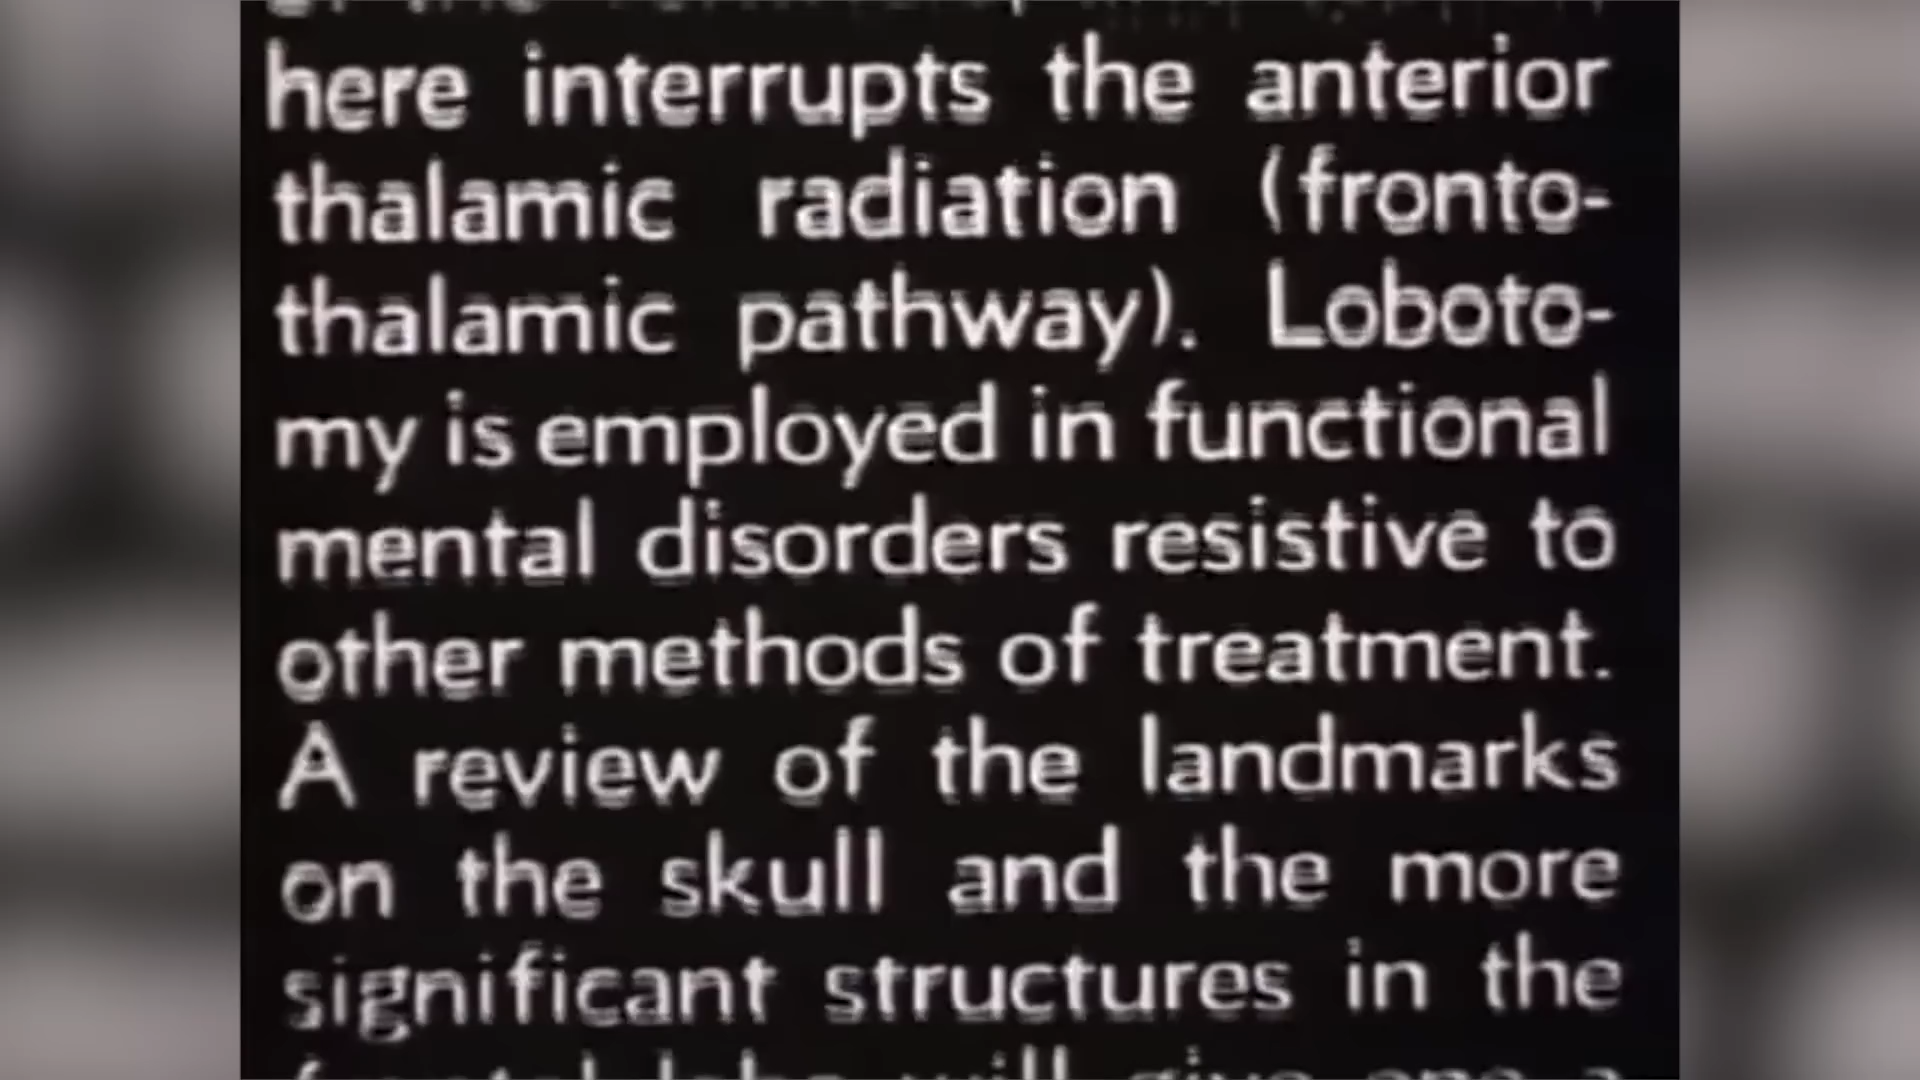 here interrupts the anterior
thalamic radiation (fronto-
thalamic pathway). Loboto-
my is employed in functional
mental disorders resistive to
other methods of treatment.
A review of the landmarks
on the skull and the more
significant structures in the